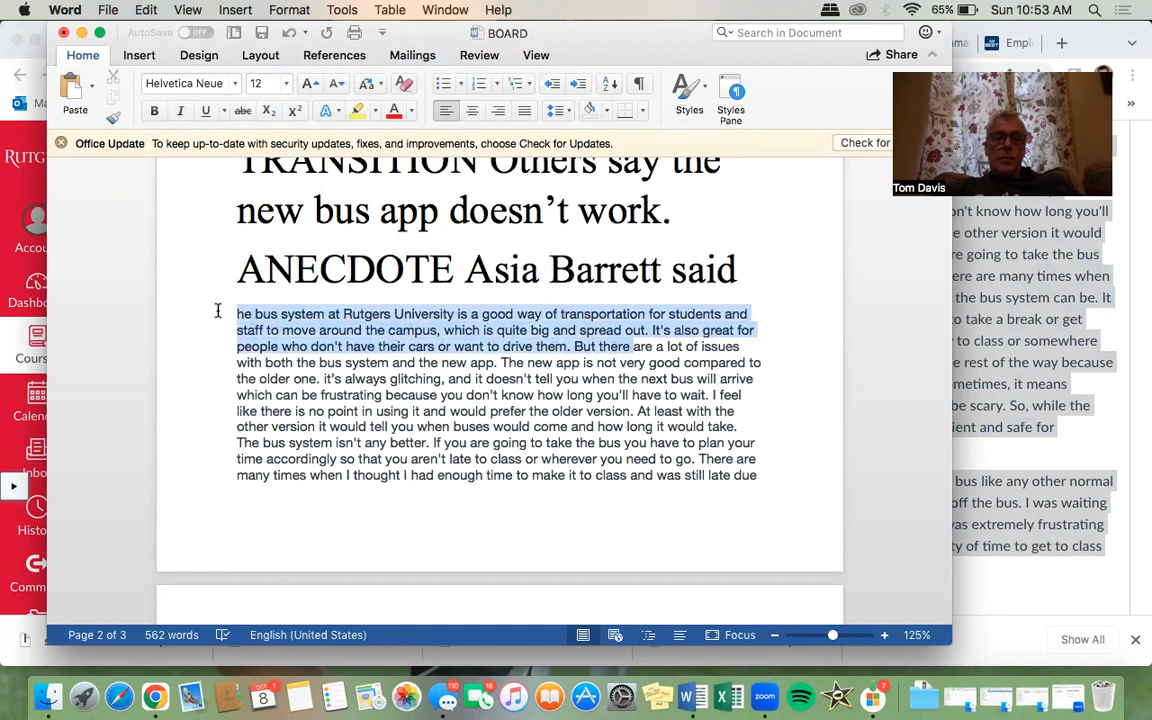 Word File Edit View Insert Format Tools Table Window Help 65% Sun 10:53 AM
AutoSave OFF BOARD Search in Document
Home Insert Design Layout References Mailings Review View Share
Paste Helvetica Neue 12 Styles Styles Pane
Office Update To keep up-to-date with security updates, fixes, and improvements, choose Check for Updates. Check for
Tom Davis
TRANSITION Others say the
new bus app doesn't work.
ANECDOTE Asia Barrett said
he bus system at Rutgers University is a good way of transportation for students and
staff to move around the campus, which is quite big and spread out. It's also great for
people who don't have their cars or want to drive them. But there are a lot of issues
with both the bus system and the new app. The new app is not very good compared to
the older one. it's always glitching, and it doesn't tell you when the next bus will arrive
which can be frustrating because you don't know how long you'll have to wait. I feel
like there is no point in using it and would prefer the older version. At least with the
other version it would tell you when buses would come and how long it would take.
The bus system isn't any better. If you are going to take the bus you have to plan your
time accordingly so that you aren't late to class or wherever you need to go. There are
many times when I thought I had enough time to make it to class and was still late due
Page 2 of 3 562 words English (United States) Focus 125%
RUTG
Accou
Dashbo
Cours
Inbo
Histo
Comm
Emplo
n't know how long you'll
e other version it would
re going to take the bus
ere are many times when
the bus system can be. It
to take a break or get
to class or somewhere
e rest of the way because
metimes, it means
be scary. So, while the
ient and safe for
bus like any other normal
off the bus. I was waiting
was extremely frustrating
ty of time to get to class
Show All